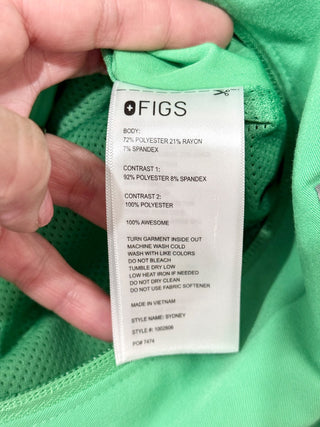 FIGS
BODY:
72% POLYESTER 21% RAYON
7% SPANDEX
CONTRAST 1:
92% POLYESTER 8% SPANDEX
CONTRAST 2:
100% POLYESTER
100% AWESOME
TURN GARMENT INSIDE OUT
MACHINE WASH COLD
WASH WITH LIKE COLORS
DO NOT BLEACH
TUMBLE DRY LOW
LOW HEAT IRON IF NEEDED
DO NOT DRY CLEAN
DO NOT USE FABRIC SOFTENER
MADE IN VIETNAM
STYLE NAME: SYDNEY
STYLE #: 1002806
PO# 7474